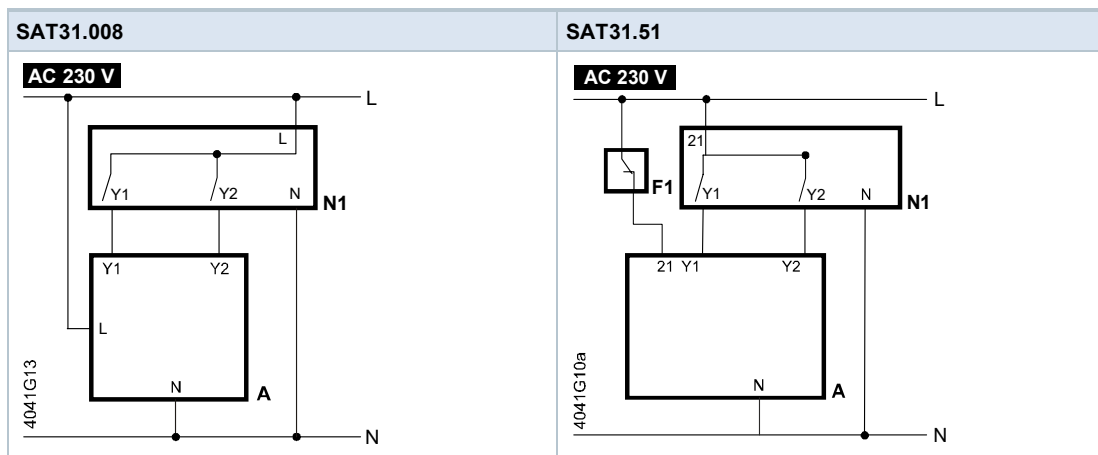 SAT31.008
SAT31.51
AC 230 V
L
L
Y1
Y2
N
N1
Y1
Y2
L
N
A
N
4041G13
AC 230 V
L
21
F1
Y1
Y2
N
N1
21
Y1
Y2
N
A
N
4041G10a